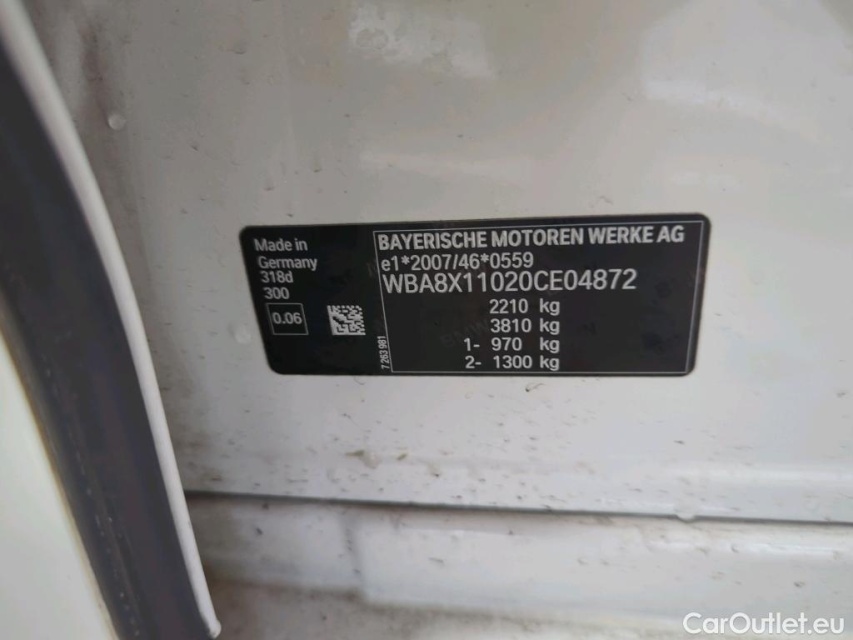 Made in
Germany
318d
300
0.06
7 263 981
BAYERISCHE MOTOREN WERKE AG
e1*2007/46*0559
WBA8X11020CE04872
2210 kg
3810 kg
1- 970 kg
2- 1300 kg
CarOutlet.eu